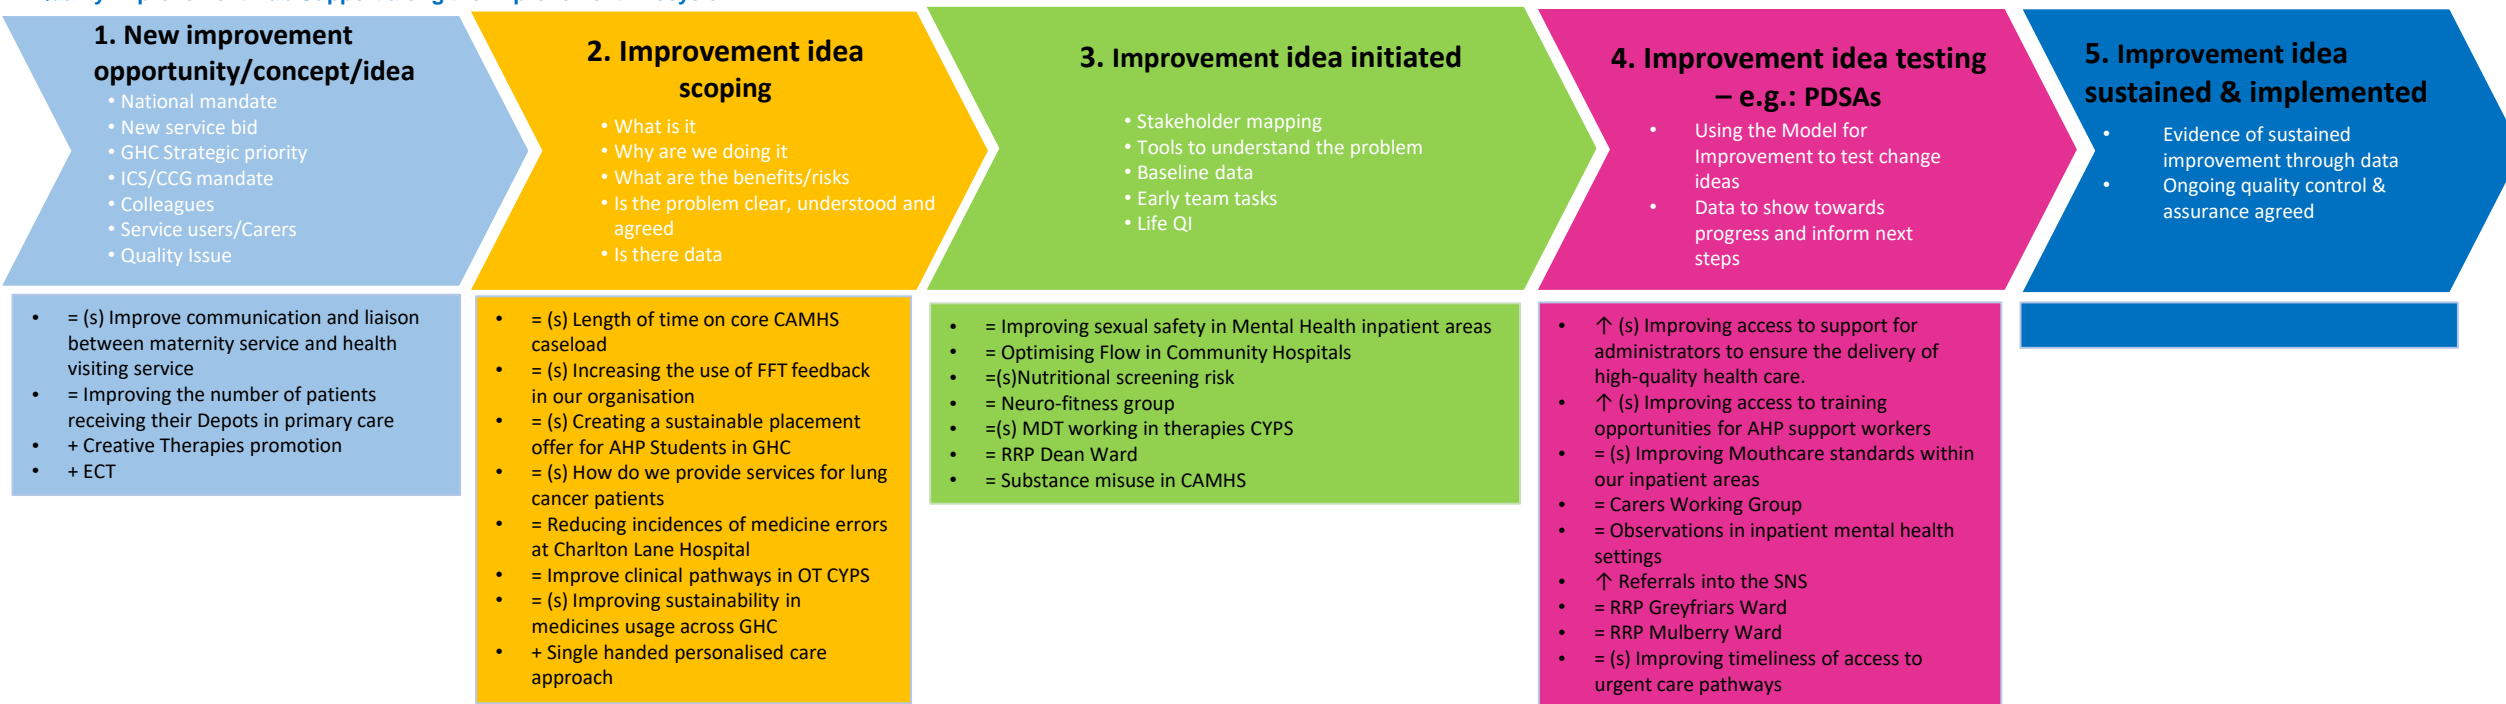 1. New improvement
opportunity/concept/idea
• National mandate
• New service bid
• GHC Strategic priority
• ICS/CCG mandate
• Colleagues
• Service users/Carers
• Quality Issue
2. Improvement idea
scoping
• What is it
• Why are we doing it
• What are the benefits/risks
• Is the problem clear, understood and
agreed
• Is there data
3. Improvement idea initiated
• Stakeholder mapping
• Tools to understand the problem
• Baseline data
• Early team tasks
• Life QI
4. Improvement idea testing
– e.g.: PDSAs
• Using the Model for
Improvement to test change
ideas
• Data to show towards
progress and inform next
steps
5. Improvement idea
sustained & implemented
• Evidence of sustained
improvement through data
• Ongoing quality control &
assurance agreed
• = (s) Improve communication and liaison
between maternity service and health
visiting service
• = Improving the number of patients
receiving their Depots in primary care
• + Creative Therapies promotion
• + ECT
• = (s) Length of time on core CAMHS
caseload
• = (s) Increasing the use of FFT feedback
in our organisation
• = (s) Creating a sustainable placement
offer for AHP Students in GHC
• = (s) How do we provide services for lung
cancer patients
• = Reducing incidences of medicine errors
at Charlton Lane Hospital
• = Improve clinical pathways in OT CYPS
• = (s) Improving sustainability in
medicines usage across GHC
• + Single handed personalised care
approach
• = Improving sexual safety in Mental Health inpatient areas
• = Optimising Flow in Community Hospitals
• =(s)Nutritional screening risk
• = Neuro-fitness group
• =(s) MDT working in therapies CYPS
• = RRP Dean Ward
• = Substance misuse in CAMHS
• ↑ (s) Improving access to support for
administrators to ensure the delivery of
high-quality health care.
• ↑ (s) Improving access to training
opportunities for AHP support workers
• = (s) Improving Mouthcare standards within
our inpatient areas
• = Carers Working Group
• = Observations in inpatient mental health
settings
• ↑ Referrals into the SNS
• = RRP Greyfriars Ward
• = RRP Mulberry Ward
• = (s) Improving timeliness of access to
urgent care pathways